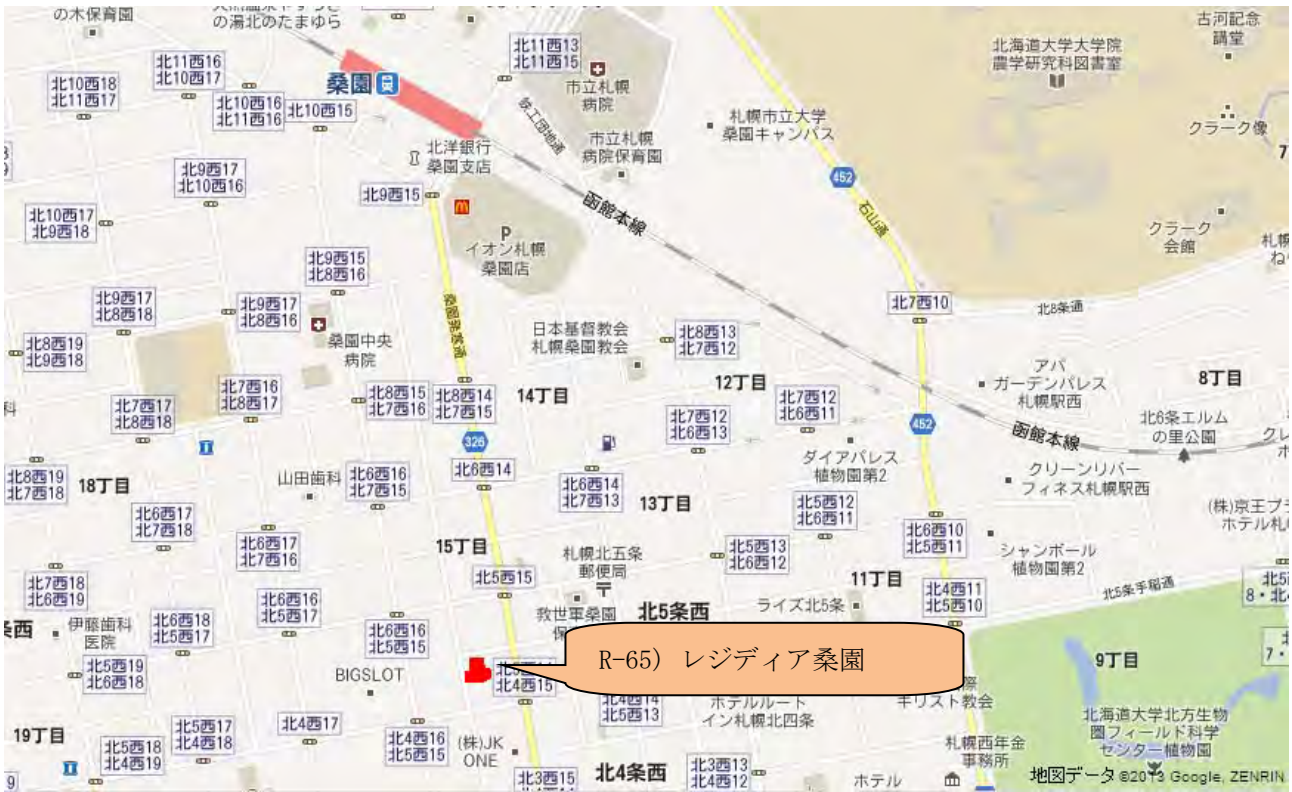 の木保育園
の湯北のたまゆら
北11西16
北10西17
北10西18
北11西17
北10西16
北11西16
北10西15
桑園
北11西13
北11西15
市立札幌
病院
鉄工団地通
市立札幌
病院保育園
札幌市立大学
桑園キャンパス
北海道大学大学院
農学研究科図書室
古河記念
講堂
クラーク像
北洋銀行
桑園支店
北9西17
北10西16
北9西15
北10西17
北9西18
P
イオン札幌
桑園店
函館本線
452
石山通
クラーク
会館
北9西15
北8西16
北9西17
北8西18
北9西17
北8西16
桑園発寒通
北7西10
北8条通
北8西19
北9西18
桑園中央
病院
日本基督教会
札幌桑園教会
北8西13
北7西12
北7西16
北8西17
北8西15
北7西16
北8西14
北7西15
14丁目
12丁目
アパ
ガーデンパレス
札幌駅西
8丁目
北7西17
北8西18
北7西12
北6西13
北7西12
北6西11
452
函館本線
北6条エルム
の里公園
326
北8西19
北7西18
18丁目
山田歯科
北6西16
北7西15
北6西14
北6西14
北7西13
13丁目
ダイアパレス
植物園第2
クリーンリバー
フィネス札幌駅西
北6西17
北7西18
北6西17
北7西16
15丁目
札幌北五条
郵便局
北5西13
北6西12
北5西12
北6西11
北6西10
北5西11
シャンボール
植物園第2
北7西18
北6西19
北6西16
北5西17
北5西15
救世軍桑園
北5条西
ライズ北5条
11丁目
北4西11
北5西10
北5条手稲通
伊藤歯科
医院
北6西18
北5西17
北6西16
北5西15
R-65) レジディア桑園
北5西19
北6西18
BIGSLOT
北4西15
北5西13
ホテルルート
イン札幌北四条
キリスト教会
9丁目
北海道大学北方生物
圏フィールド科学
センター植物園
19丁目
北5西18
北4西19
北5西17
北4西18
北4西17
北4西16
北5西15
(株)JK
ONE
北3西15
北4条西
北3西13
北4西12
ホテル
札幌西年金
事務所
地図データ ©2013 Google, ZENRIN